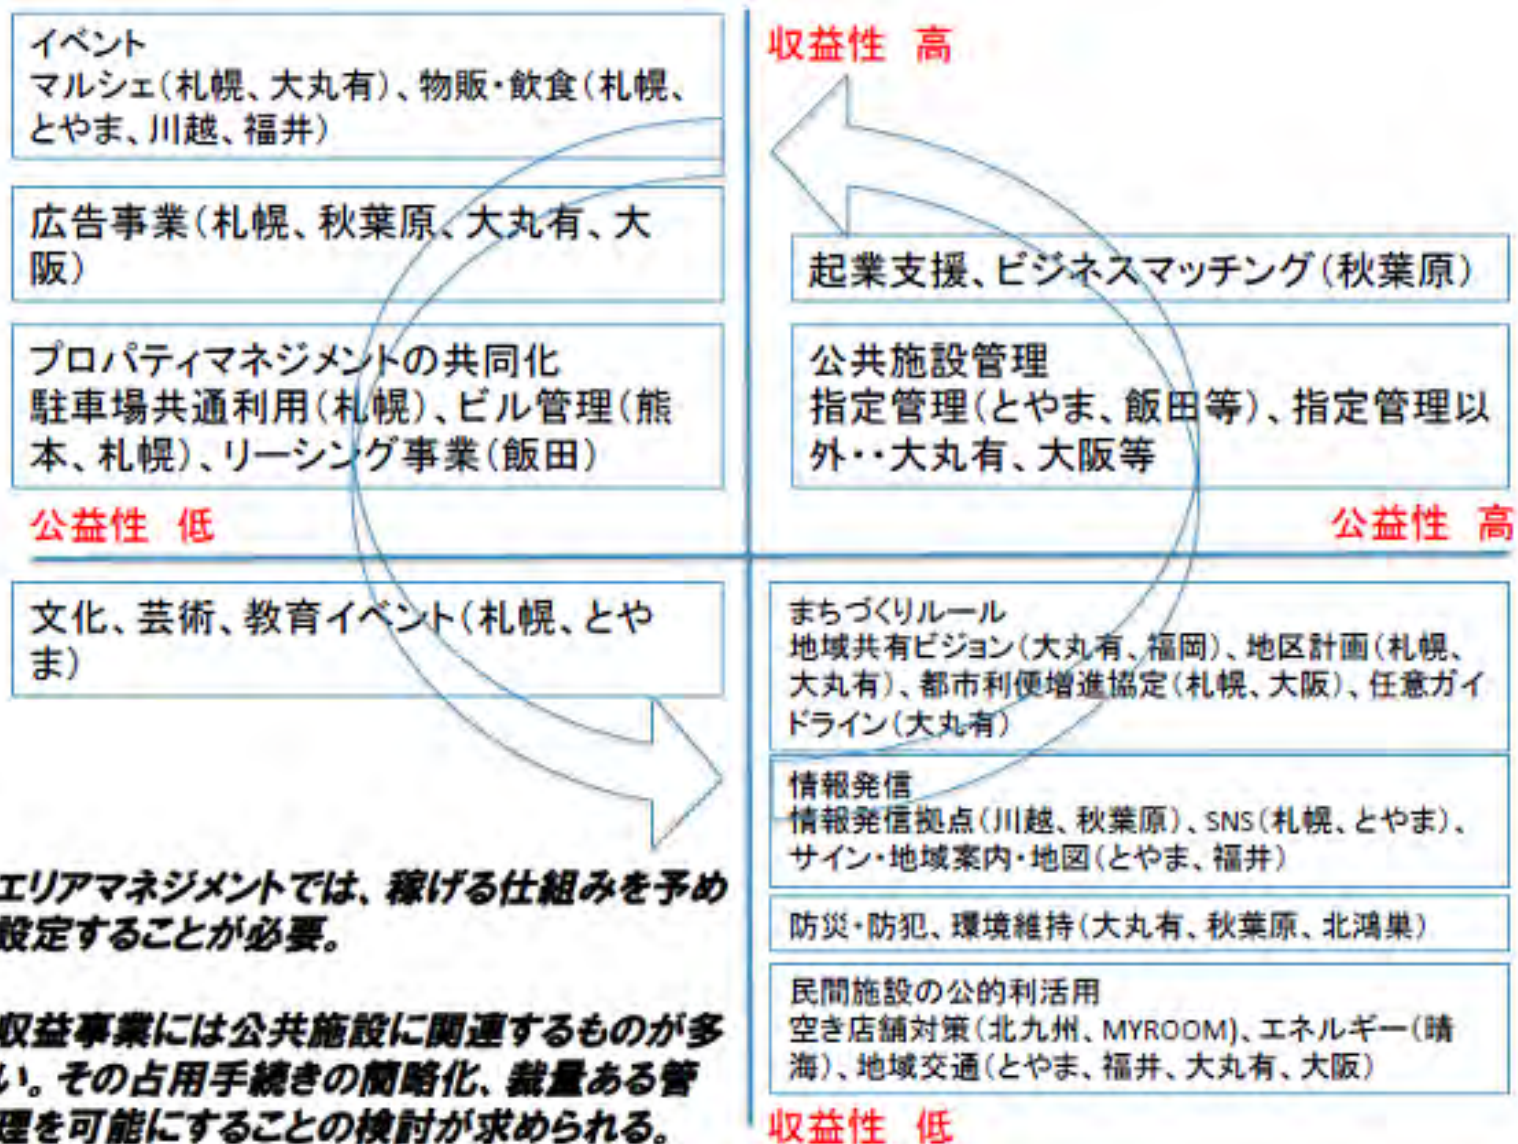 イベント
マルシェ(札幌、大丸有)、物販・飲食(札幌、
とやま、川越、福井)
広告事業(札幌、秋葉原、大丸有、大
阪)
プロパティマネジメントの共同化
駐車場共通利用(札幌)、ビル管理(熊
本、札幌)、リーシング事業(飯田)
公益性 低
収益性 高
起業支援、ビジネスマッチング(秋葉原)
公共施設管理
指定管理(とやま、飯田等)、指定管理以
外・・大丸有、大阪等
公益性 高
文化、芸術、教育イベント(札幌、とや
ま)
エリアマネジメントでは、稼げる仕組みを予め
設定することが必要。
収益事業には公共施設に関連するものが多
い。その占用手続きの簡略化、裁量ある管
理を可能にすることの検討が求められる。
まちづくりルール
地域共有ビジョン(大丸有、福岡)、地区計画(札幌、
大丸有)、都市利便増進協定(札幌、大阪)、任意ガイ
ドライン(大丸有)
情報発信
情報発信拠点(川越、秋葉原)、SNS(札幌、とやま)、
サイン・地域案内・地図(とやま、福井)
防災・防犯、環境維持(大丸有、秋葉原、北鴻巣)
民間施設の公的利活用
空き店舗対策(北九州、MYROOM)、エネルギー(晴
海)、地域交通(とやま、福井、大丸有、大阪)
収益性 低